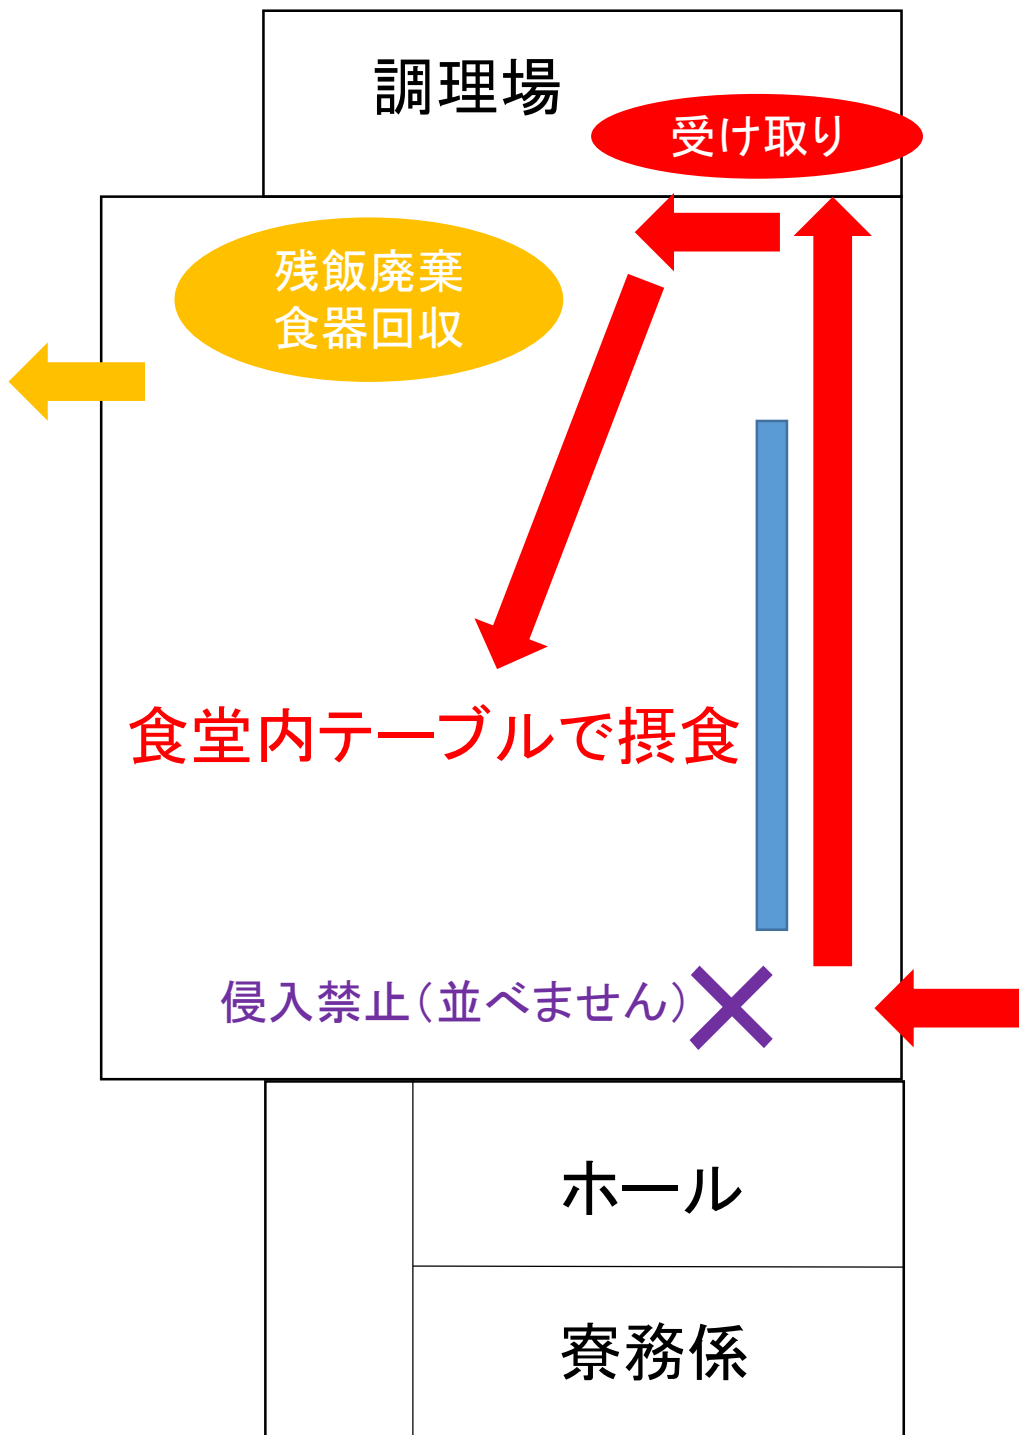 調理場
受け取り
残飯廃棄
食器回収
食堂内テーブルで摂食
侵入禁止（並べません）
ホール
寮務係